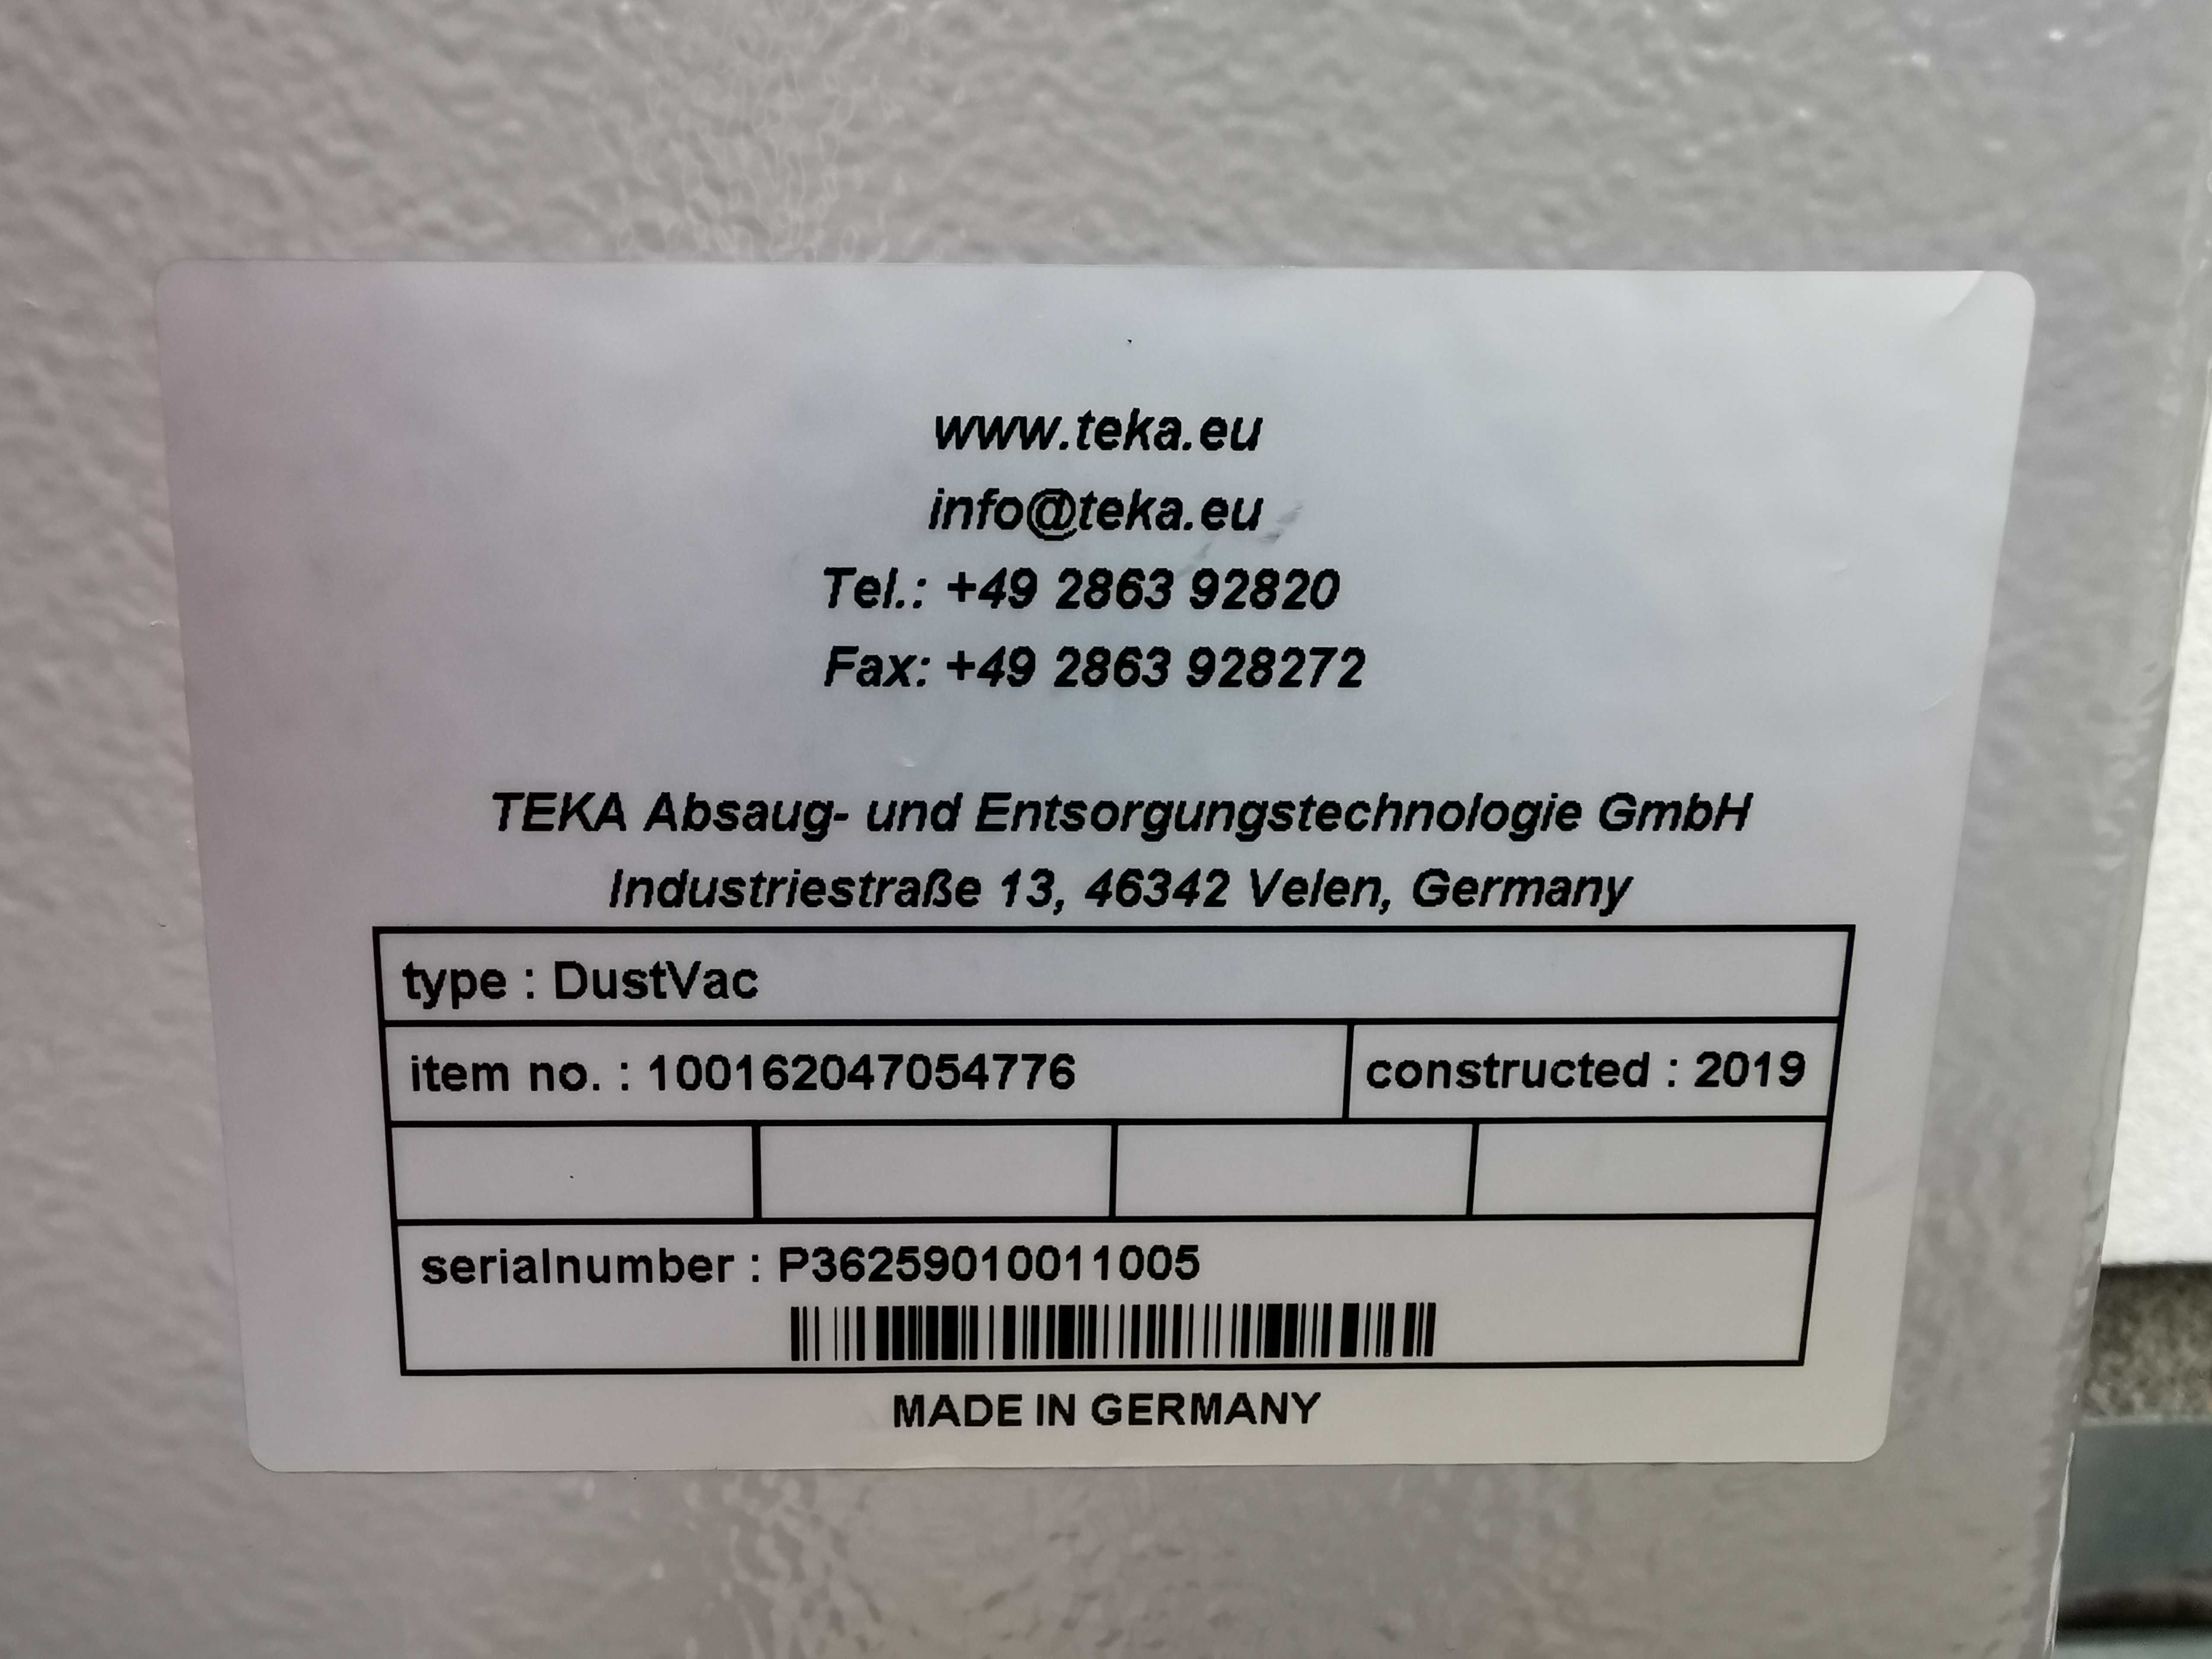 www.teka.eu
info@teka.eu
Tel.: +49 2863 92820
Fax: +49 2863 928272
TEKA Absaug- und Entsorgungstechnologie GmbH
Industriestraße 13, 46342 Velen, Germany
type : DustVac
item no. : 100162047054776 constructed : 2019
serialnumber : P36259010011005
MADE IN GERMANY